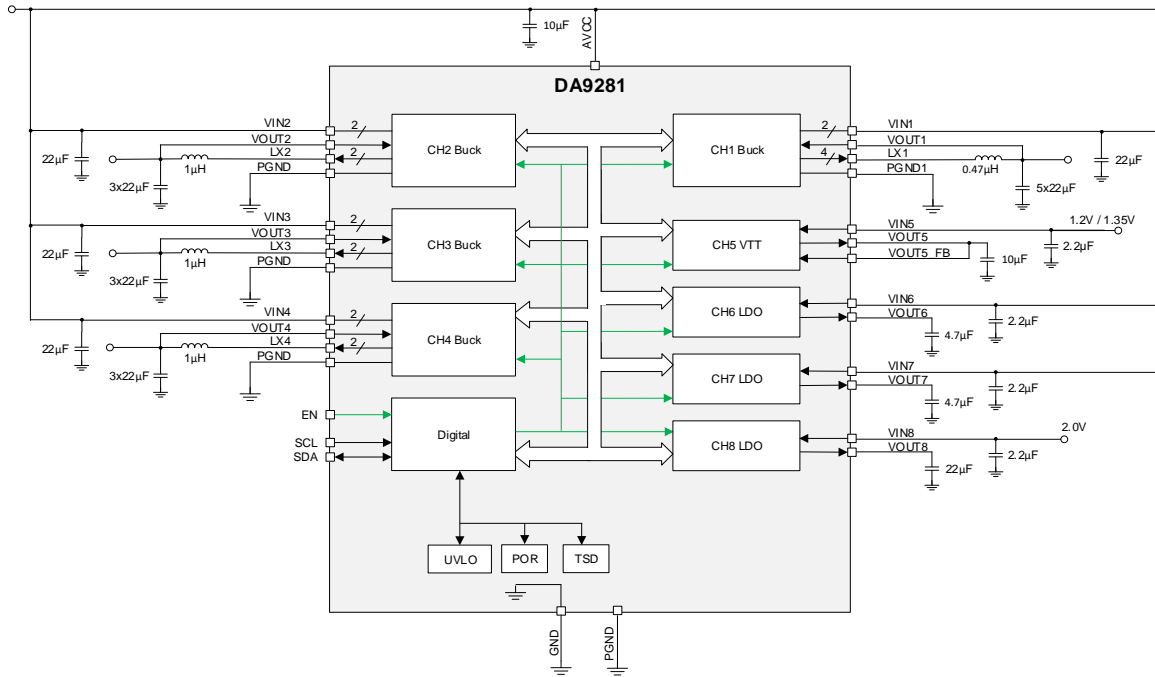 10µF
AVCC
DA9281
VIN2
2
VOUT2
LX2
2
PGND
22µF
1µH
3x22µF
CH2 Buck
CH1 Buck
2
VIN1
VOUT1
4
LX1
PGND1
0.47µH
22µF
5x22µF
VIN3
2
VOUT3
LX3
2
PGND
22µF
1µH
3x22µF
CH3 Buck
CH5 VTT
VIN5
VOUT5
VOUT5_FB
1.2V / 1.35V
2.2µF
10µF
VIN4
2
VOUT4
LX4
2
PGND
22µF
1µH
3x22µF
CH4 Buck
CH6 LDO
VIN6
VOUT6
2.2µF
4.7µF
CH7 LDO
VIN7
VOUT7
2.2µF
4.7µF
EN
SCL
SDA
Digital
CH8 LDO
VIN8
VOUT8
2.0V
2.2µF
22µF
UVLO
POR
TSD
GND
PGND